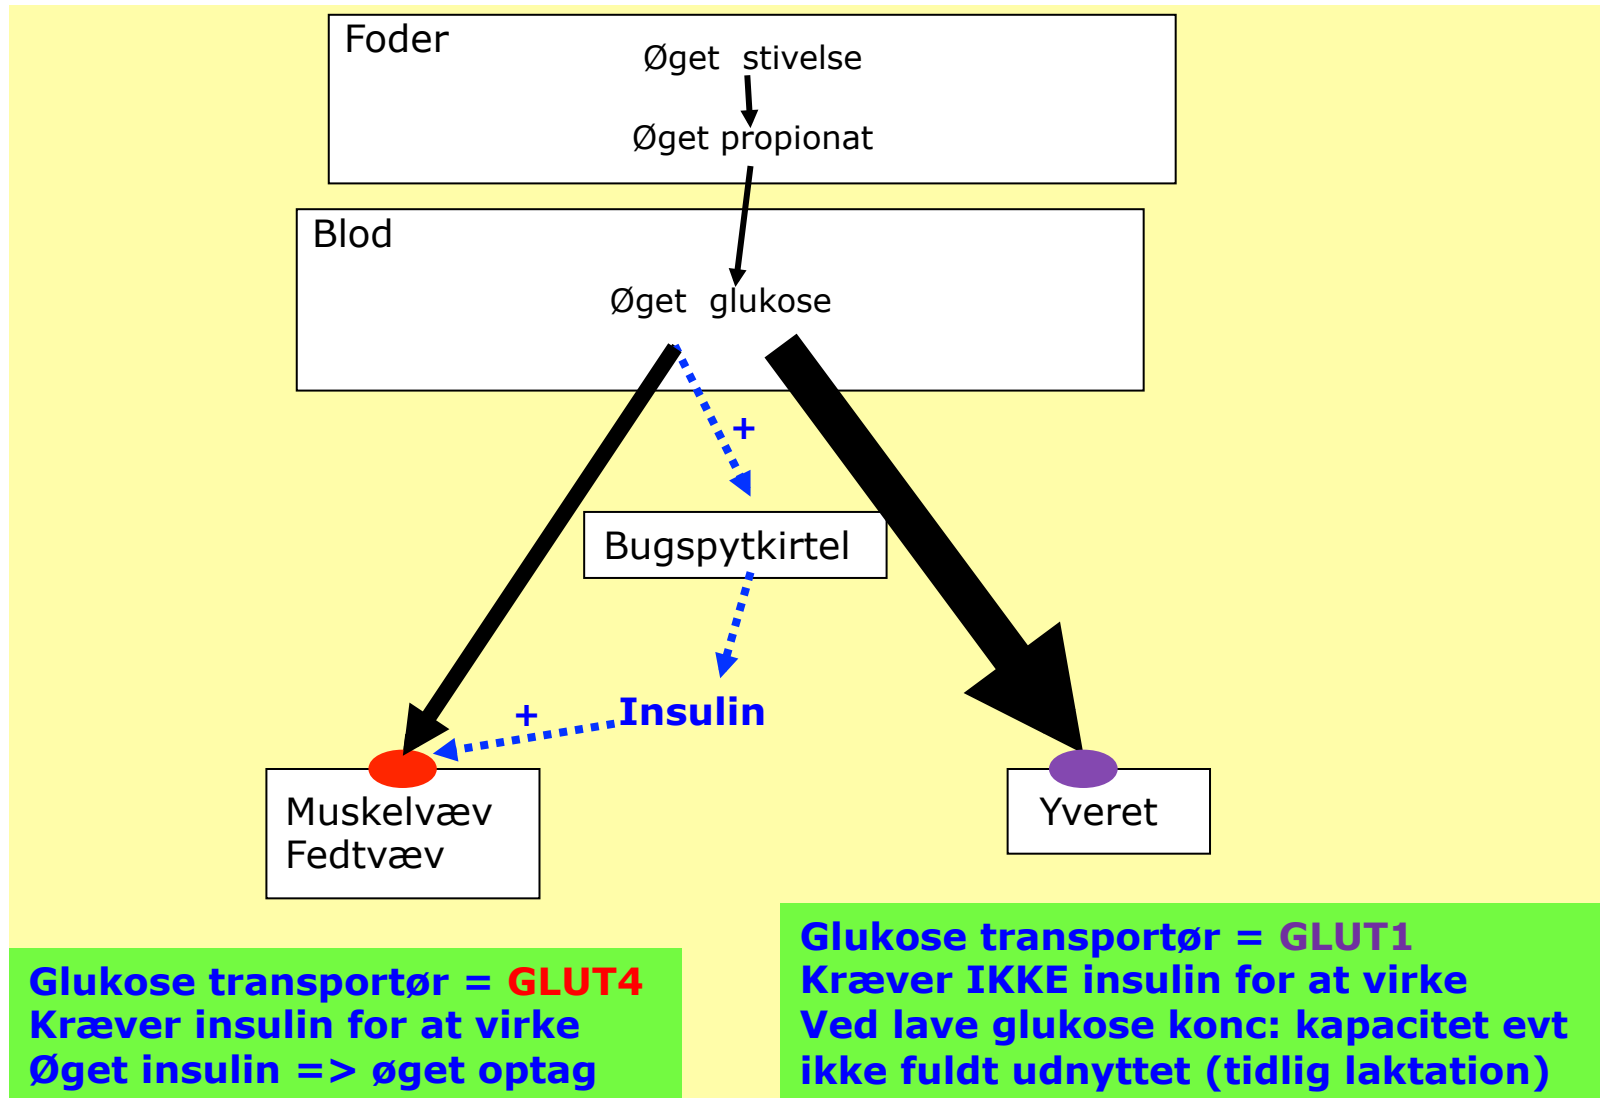 Foder
Øget stivelse
Øget propionat
Blod
Øget glukose
+
Bugspytkirtel
+
Insulin
Muskelvæv
Fedtvæv
Yveret
Glukose transportør = GLUT4
Kræver insulin for at virke
Øget insulin => øget optag
Glukose transportør = GLUT1
Kræver IKKE insulin for at virke
Ved lave glukose konc: kapacitet evt
ikke fuldt udnyttet (tidlig laktation)